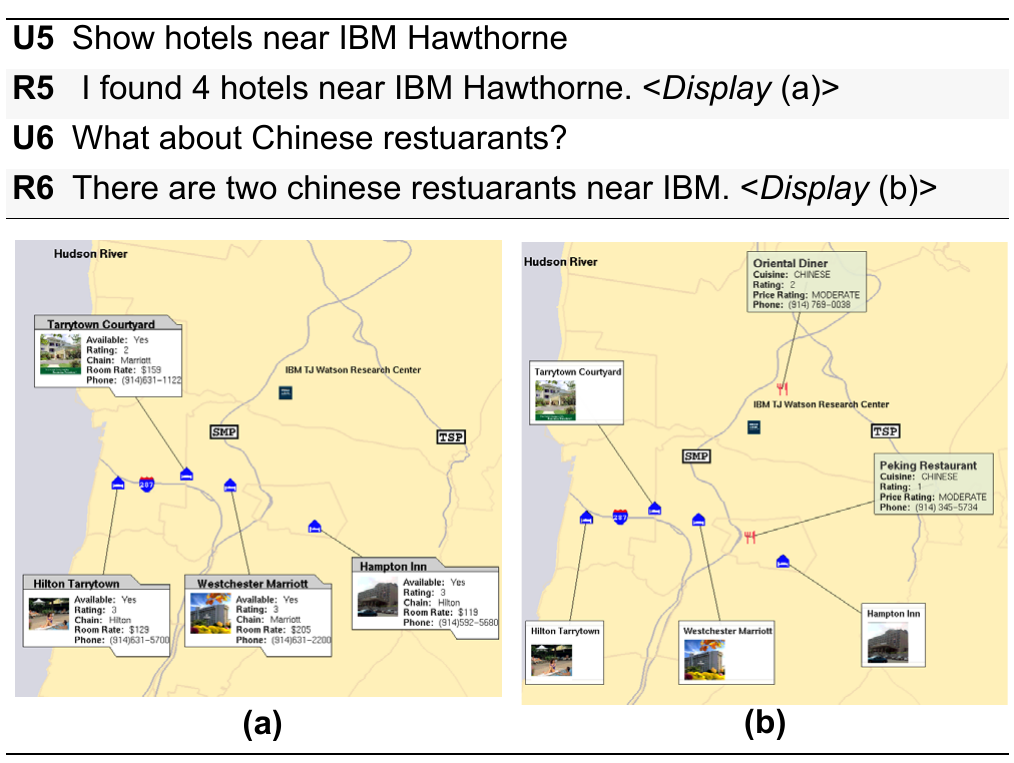 U5 Show hotels near IBM Hawthorne
R5 I found 4 hotels near IBM Hawthorne. <Display (a)>
U6 What about Chinese restuarants?
R6 There are two chinese restuarants near IBM. <Display (b)>
Hudson River
Tarrytown Courtyard
Available: Yes
Rating: 2
Chain: Marriott
Room Rate: $159
Phone: (914)631-1122
IBM TJ Watson Research Center
SMP
TSP
287
Hilton Tarrytown
Available: Yes
Rating: 3
Chain: Hilton
Room Rate: $129
Phone: (914)631-5700
Westchester Marriott
Available: Yes
Rating: 3
Chain: Marriott
Room Rate: $205
Phone: (914)631-2200
Hampton Inn
Available: Yes
Rating: 3
Chain: Hilton
Room Rate: $119
Phone: (914)592-5680
(a)
Hudson River
Oriental Diner
Cuisine: CHINESE
Rating: 2
Price Rating: MODERATE
Phone: (914) 769-0038
Tarrytown Courtyard
IBM TJ Watson Research Center
SMP
TSP
Peking Restaurant
Cuisine: CHINESE
Rating: 1
Price Rating: MODERATE
Phone: (914) 345-5734
287
Hilton Tarrytown
Westchester Marriott
Hampton Inn
(b)